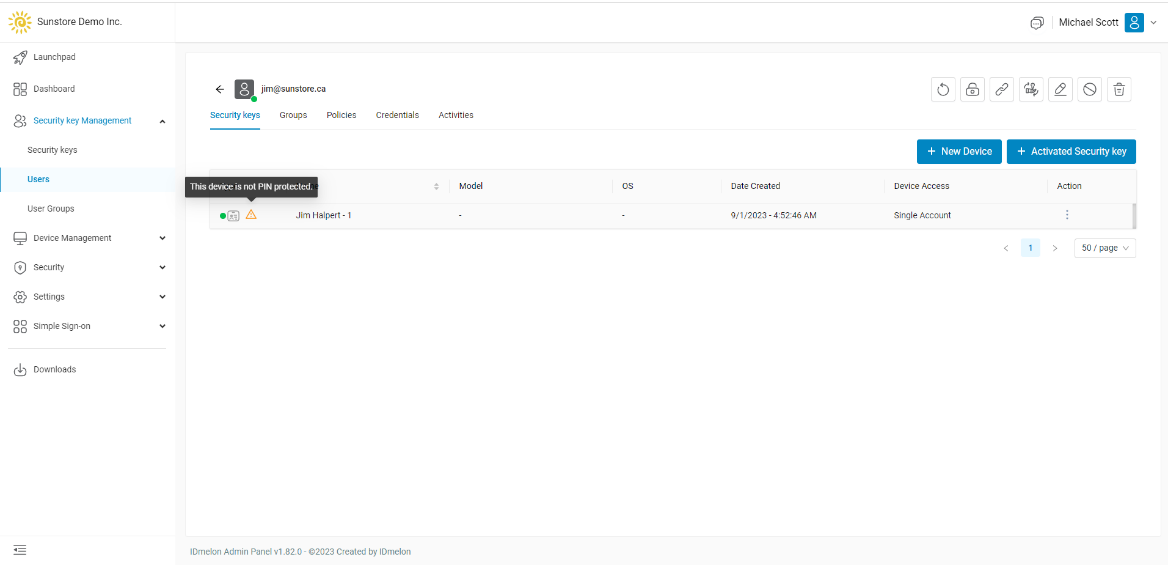 Sunstore Demo Inc.
Michael Scott
Launchpad
Dashboard
Security key Management
Security keys
Users
User Groups
Device Management
Security
Settings
Simple Sign-on
Downloads
jim@sunstore.ca
Security keys Groups Policies Credentials Activities
+ New Device + Activated Security key
This device is not PIN protected.
Model OS Date Created Device Access Action
Jim Halpert - 1 - - 9/1/2023 - 4:52:46 AM Single Account
< 1 > 50 / page
IDmelon Admin Panel v1.82.0 - ©2023 Created by IDmelon